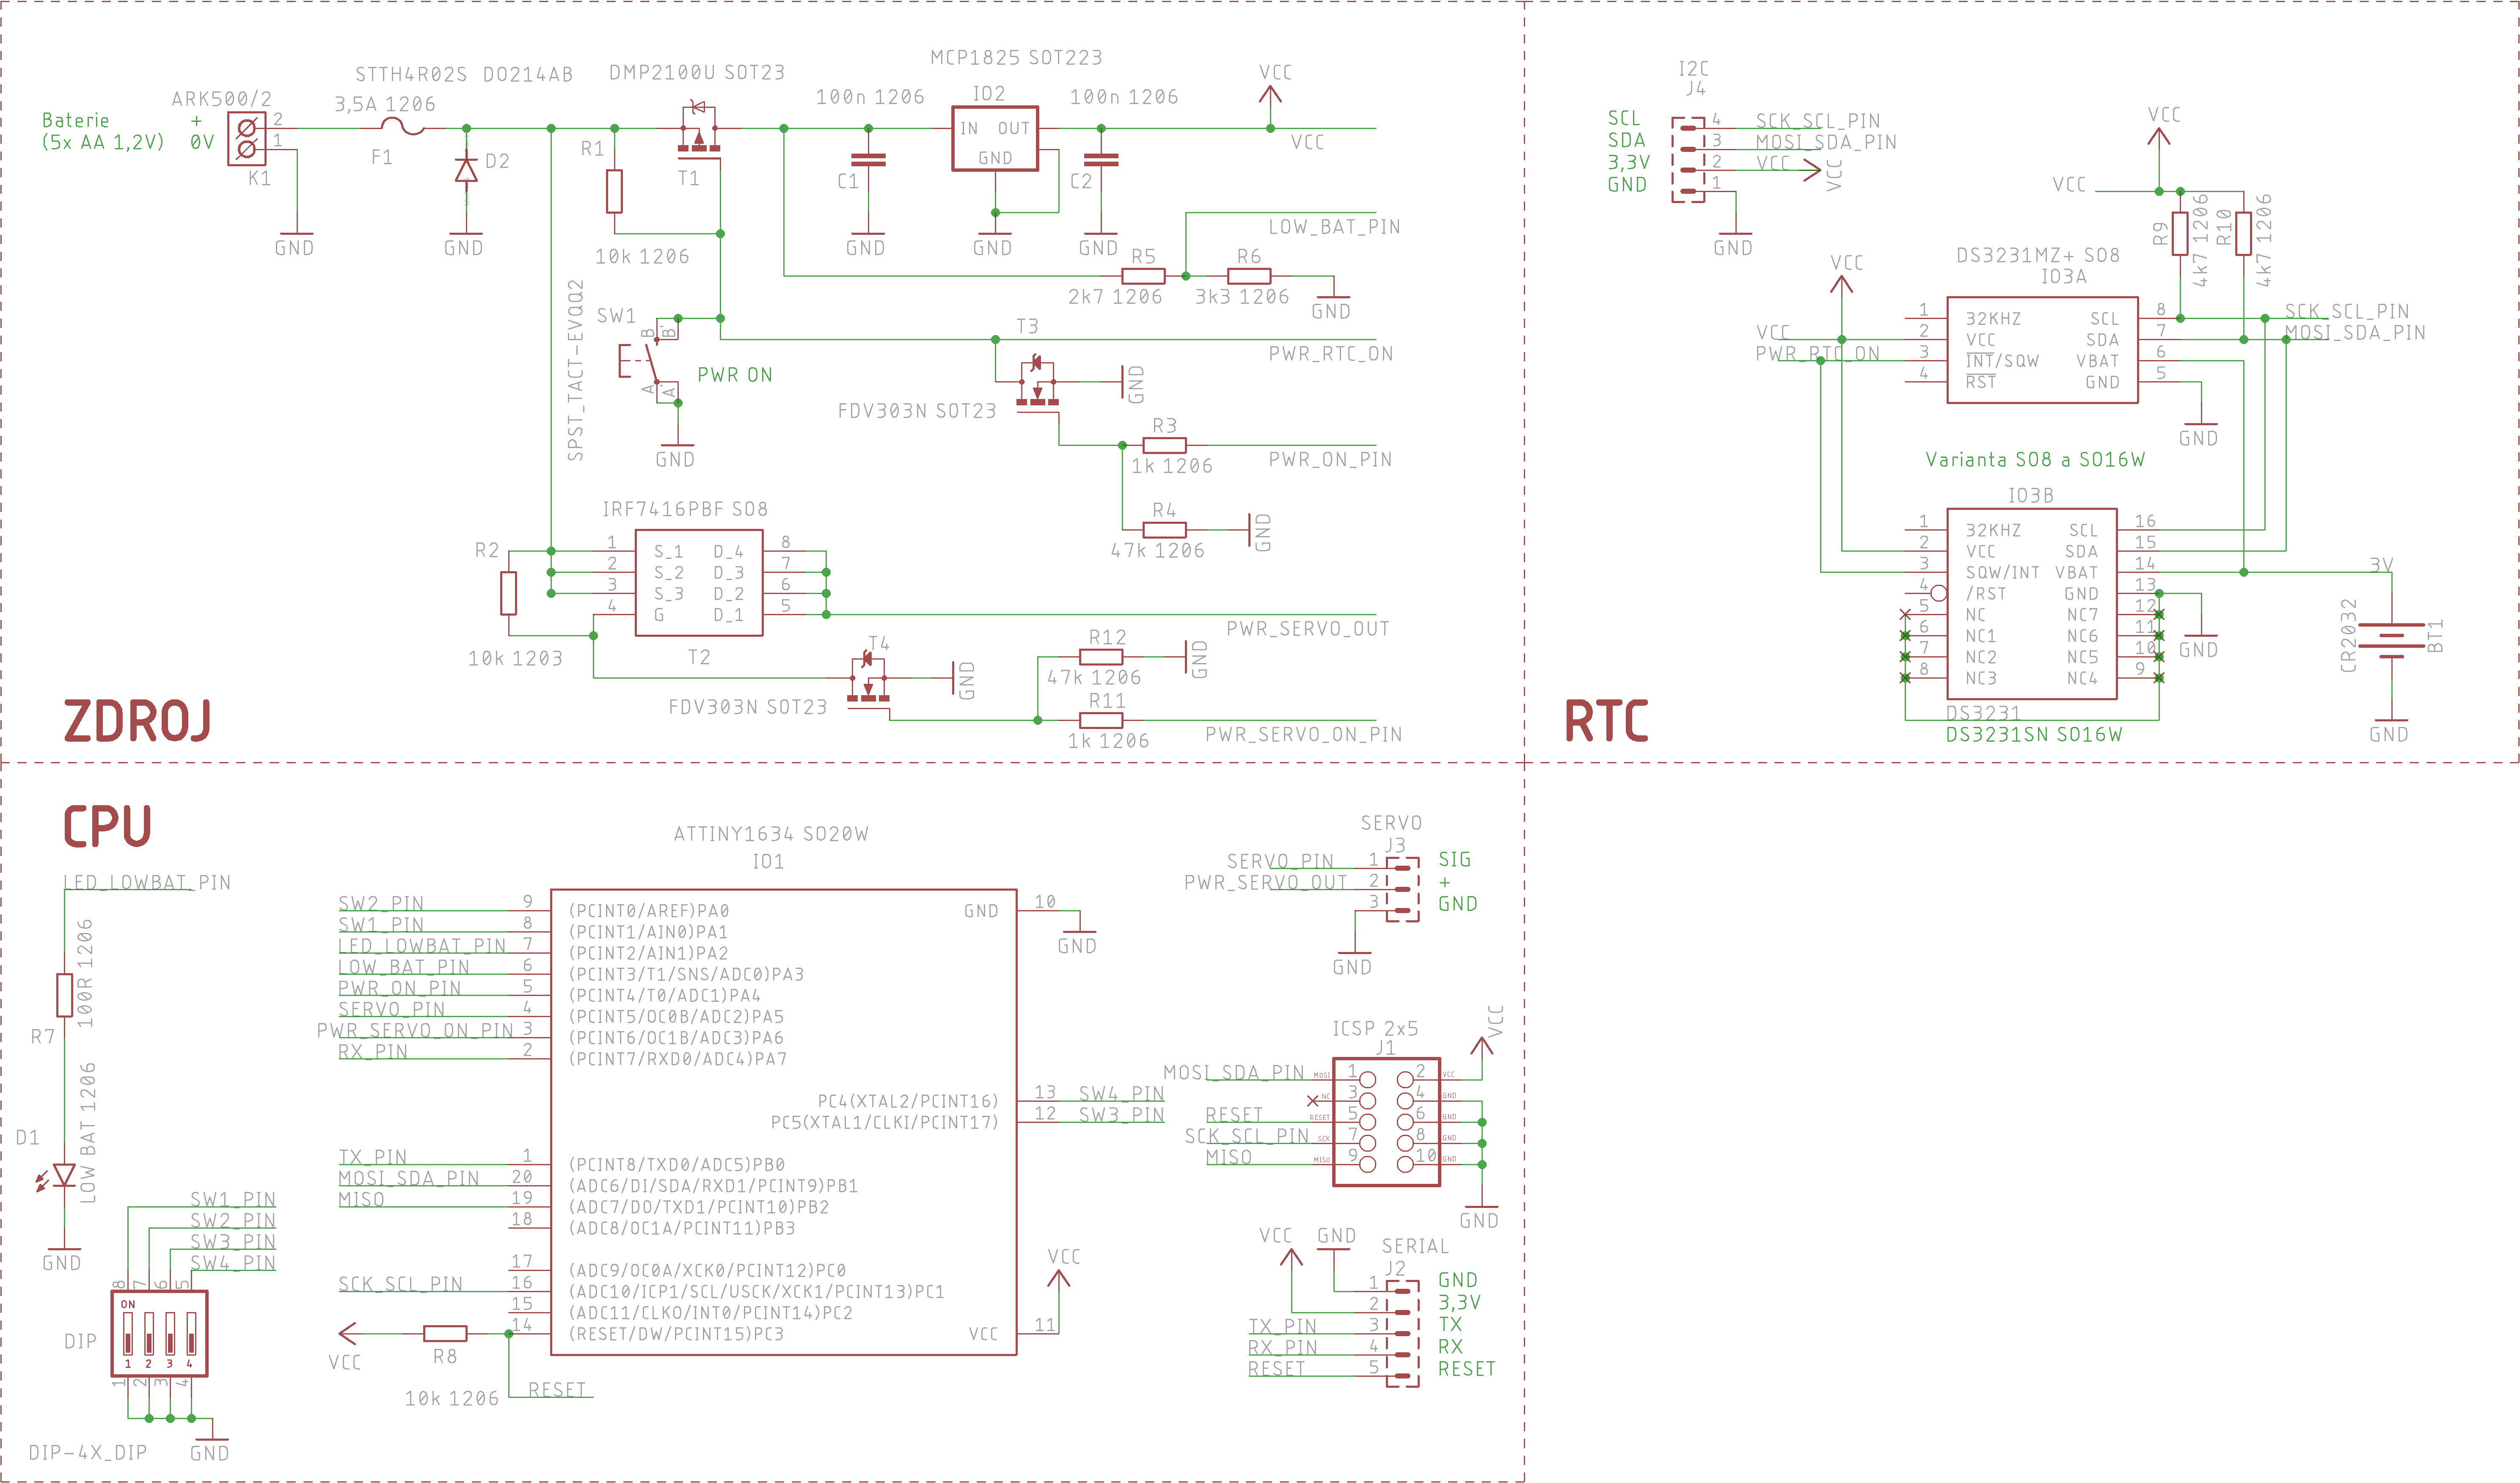 STTH4R02S DO214AB
DMP2100U SOT23
MCP1825 SOT223
ARK500/2
3,5A 1206
100n 1206
IO2
100n 1206
VCC
Baterie
(5x AA 1,2V)
+
0V
2
1
K1
F1
D2
R1
T1
C1
IN
OUT
GND
C2
VCC
GND
GND
10k 1206
GND
GND
GND
LOW_BAT_PIN
R5
R6
2k7 1206
3k3 1206
GND
SPST_TACT-EVQQ2
SW1
B
B'
A
A'
PWR ON
GND
T3
PWR_RTC_ON
GND
FDV303N SOT23
R3
1k 1206
PWR_ON_PIN
R4
47k 1206
GND
IRF7416PBF SO8
R2
1 S_1 D_4 8
2 S_2 D_3 7
3 S_3 D_2 6
4 G D_1 5
10k 1203
T2
PWR_SERVO_OUT
T4
GND
FDV303N SOT23
R12
47k 1206
GND
R11
1k 1206
PWR_SERVO_ON_PIN
ZDROJ
I2C
J4
SCL 4 SCK_SCL_PIN
SDA 3 MOSI_SDA_PIN
3,3V 2 VCC
GND 1
VCC
GND
VCC
VCC
R9
4k7 1206
R10
4k7 1206
DS3231MZ+ SO8
IO3A
VCC
1 32KHZ SCL 8 SCK_SCL_PIN
VCC 2 VCC SDA 7 MOSI_SDA_PIN
PWR_RTC_ON 3 INT/SQW VBAT 6
4 RST GND 5
GND
Varianta SO8 a SO16W
IO3B
1 32KHZ SCL 16
2 VCC SDA 15
3 SQW/INT VBAT 14
4 /RST GND 13
5 NC NC7 12
6 NC1 NC6 11
7 NC2 NC5 10
8 NC3 NC4 9
3V
GND
CR2032
BT1
GND
DS3231
DS3231SN SO16W
RTC
CPU
ATTINY1634 SO20W
IO1
LED_LOWBAT_PIN
100R 1206
R7
LOW BAT 1206
D1
GND
SW1_PIN
SW2_PIN
SW3_PIN
SW4_PIN
8 7 6 5
ON
1 2 3 4
DIP
1 2 3 4
GND
DIP-4X_DIP
SW2_PIN 9 (PCINT0/AREF)PA0
SW1_PIN 8 (PCINT1/AIN0)PA1
LED_LOWBAT_PIN 7 (PCINT2/AIN1)PA2
LOW_BAT_PIN 6 (PCINT3/T1/SNS/ADC0)PA3
PWR_ON_PIN 5 (PCINT4/T0/ADC1)PA4
SERVO_PIN 4 (PCINT5/OC0B/ADC2)PA5
PWR_SERVO_ON_PIN 3 (PCINT6/OC1B/ADC3)PA6
RX_PIN 2 (PCINT7/RXD0/ADC4)PA7
GND 10
GND
PC4(XTAL2/PCINT16) 13 SW4_PIN
PC5(XTAL1/CLKI/PCINT17) 12 SW3_PIN
TX_PIN 1 (PCINT8/TXD0/ADC5)PB0
MOSI_SDA_PIN 20 (ADC6/DI/SDA/RXD1/PCINT9)PB1
MISO 19 (ADC7/DO/TXD1/PCINT10)PB2
18 (ADC8/OC1A/PCINT11)PB3
17 (ADC9/OC0A/XCK0/PCINT12)PC0
SCK_SCL_PIN 16 (ADC10/ICP1/SCL/USCK/XCK1/PCINT13)PC1
15 (ADC11/CLKO/INT0/PCINT14)PC2
14 (RESET/DW/PCINT15)PC3
VCC 11
VCC
VCC
R8
10k 1206
RESET
SERVO
J3
SERVO_PIN 1 SIG
PWR_SERVO_OUT 2 +
3 GND
GND
ICSP 2x5
J1
VCC
MOSI_SDA_PIN MOSI 1 2 VCC
NC 3 4 GND
RESET RESET 5 6 GND
SCK_SCL_PIN SCK 7 8 GND
MISO MISO 9 10 GND
GND
VCC
GND
SERIAL
J2
1 GND
2 3,3V
TX_PIN 3 TX
RX_PIN 4 RX
RESET 5 RESET